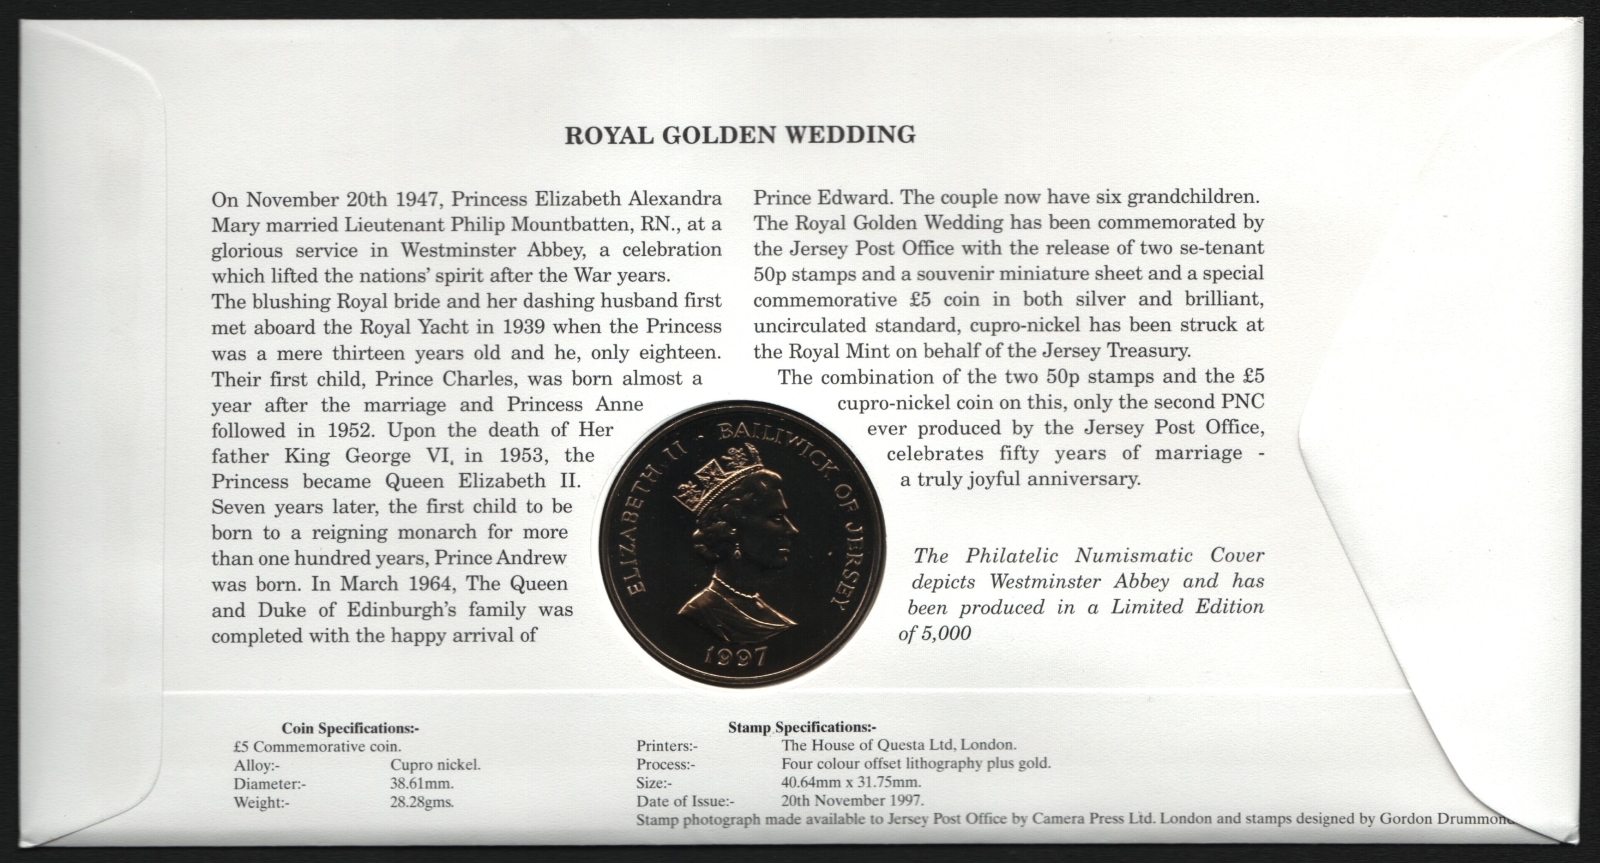 ROYAL GOLDEN WEDDING
On November 20th 1947, Princess Elizabeth Alexandra
Mary married Lieutenant Philip Mountbatten, RN., at a
glorious service in Westminster Abbey, a celebration
which lifted the nations' spirit after the War years.
The blushing Royal bride and her dashing husband first
met aboard the Royal Yacht in 1939 when the Princess
was a mere thirteen years old and he, only eighteen.
Their first child, Prince Charles, was born almost a
year after the marriage and Princess Anne
followed in 1952. Upon the death of Her
father King George VI, in 1953, the
Princess became Queen Elizabeth II.
Seven years later, the first child to be
born to a reigning monarch for more
than one hundred years, Prince Andrew
was born. In March 1964, The Queen
and Duke of Edinburgh's family was
completed with the happy arrival of
Prince Edward. The couple now have six grandchildren.
The Royal Golden Wedding has been commemorated by
the Jersey Post Office with the release of two se-tenant
50p stamps and a souvenir miniature sheet and a special
commemorative £5 coin in both silver and brilliant,
uncirculated standard, cupro-nickel has been struck at
the Royal Mint on behalf of the Jersey Treasury.
The combination of the two 50p stamps and the £5
cupro-nickel coin on this, only the second PNC
ever produced by the Jersey Post Office,
celebrates fifty years of marriage -
a truly joyful anniversary.
The Philatelic Numismatic Cover
depicts Westminster Abbey and has
been produced in a Limited Edition
of 5,000
ELIZABETH II · BAILIWICK OF JERSEY
1997
Coin Specifications:-
£5 Commemorative coin.
Alloy:- Cupro nickel.
Diameter:- 38.61mm.
Weight:- 28.28gms.
Stamp Specifications:-
Printers:- The House of Questa Ltd, London.
Process:- Four colour offset lithography plus gold.
Size:- 40.64mm x 31.75mm.
Date of Issue:- 20th November 1997.
Stamp photograph made available to Jersey Post Office by Camera Press Ltd. London and stamps designed by Gordon Drummond